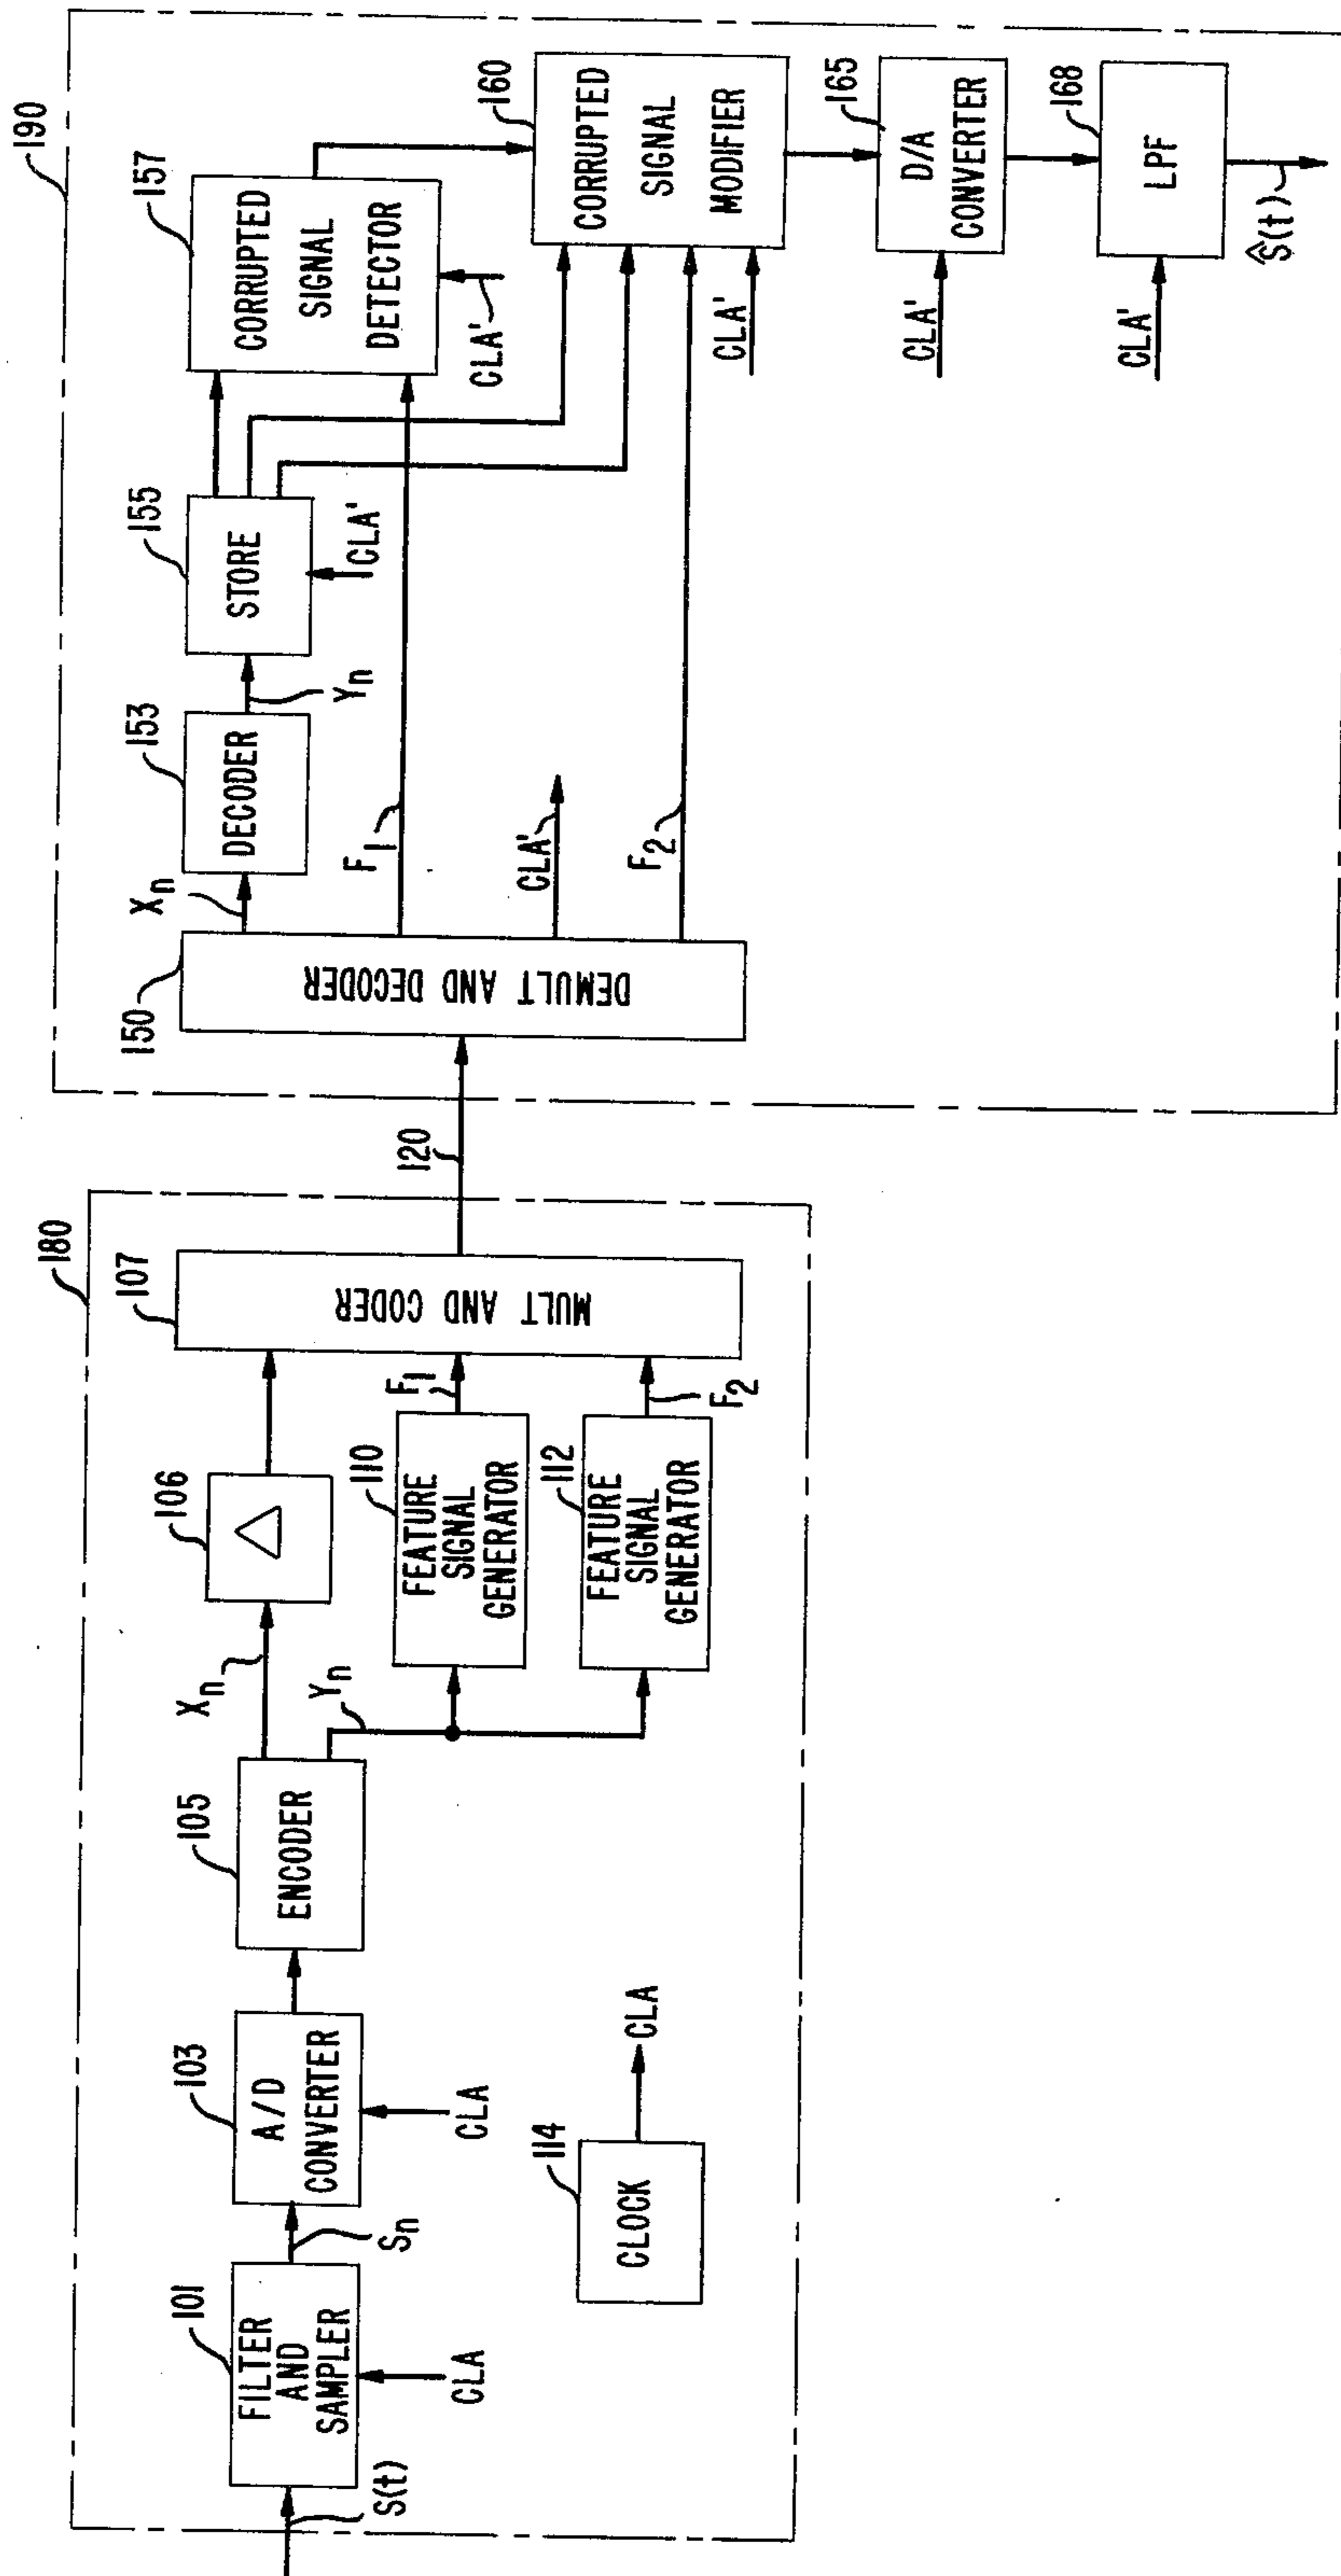 180
S(t)
101
FILTER
AND
SAMPLER
CLA
Sn
103
A/D
CONVERTER
CLA
105
ENCODER
Xn
Yn
106
Δ
110
FEATURE
SIGNAL
GENERATOR
F1
112
FEATURE
SIGNAL
GENERATOR
F2
107
MULT AND CODER
114
CLOCK
CLA
120
190
150
DEMULT AND DECODER
Xn
153
DECODER
Yn
155
STORE
CLA'
F1
CLA'
F2
157
CORRUPTED
SIGNAL
DETECTOR
CLA'
160
CORRUPTED
SIGNAL
MODIFIER
CLA'
165
D/A
CONVERTER
CLA'
168
LPF
CLA'
Ŝ(t)